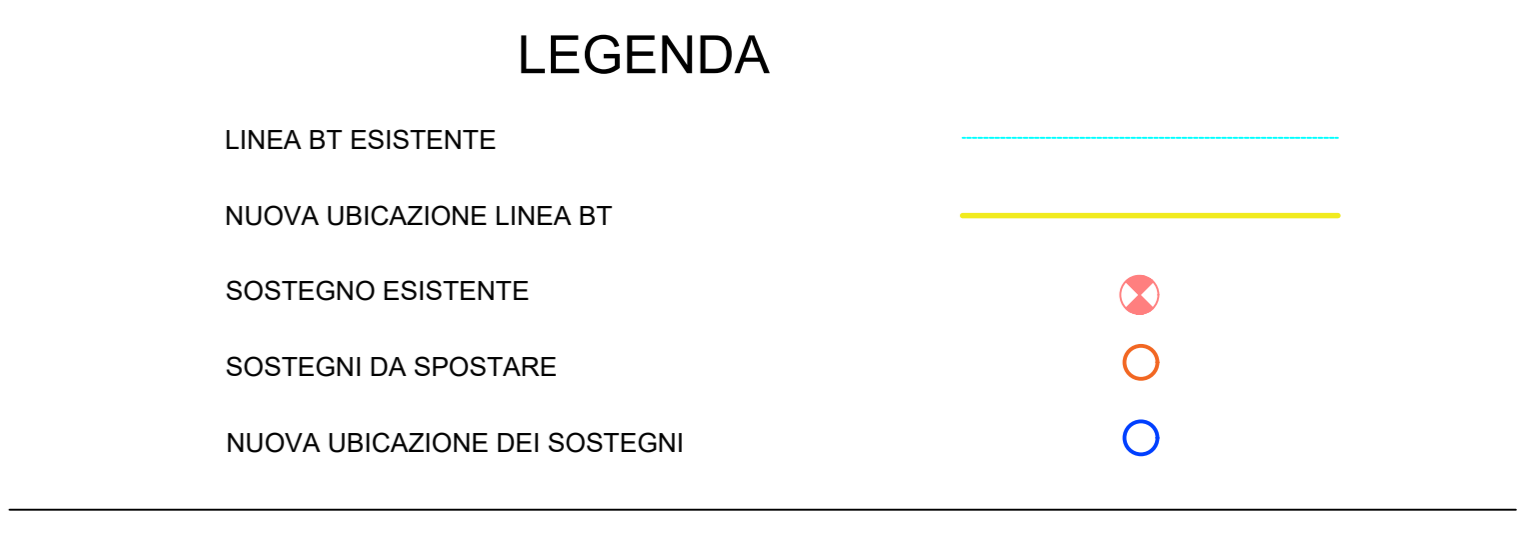 LEGENDA
LINEA BT ESISTENTE
NUOVA UBICAZIONE LINEA BT
SOSTEGNO ESISTENTE
SOSTEGNI DA SPOSTARE
NUOVA UBICAZIONE DEI SOSTEGNI